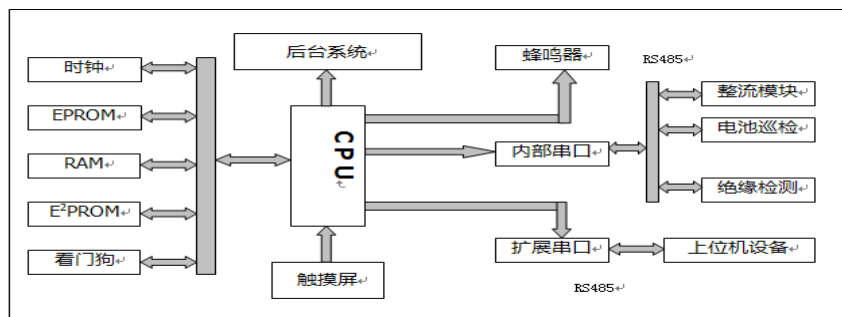 时钟
EPROM
RAM
E²PROM
看门狗
后台系统
CPU
触摸屏
蜂鸣器
内部串口
扩展串口
RS485
RS485
整流模块
电池巡检
绝缘检测
上位机设备